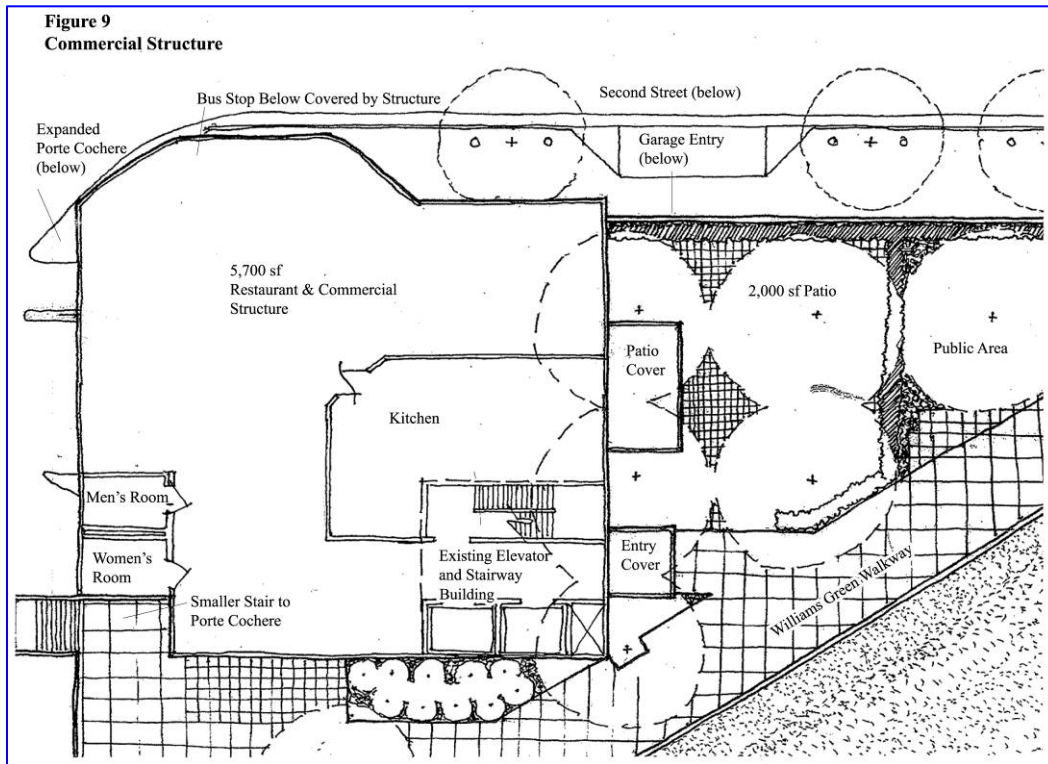 Figure 9
Commercial Structure
Bus Stop Below Covered by Structure
Second Street (below)
Expanded
Porte Cochere
(below)
Garage Entry
(below)
5,700 sf
Restaurant & Commercial
Structure
2,000 sf Patio
Patio
Cover
Public Area
Kitchen
Men's Room
Women's
Room
Existing Elevator
and Stairway
Building
Entry
Cover
Smaller Stair to
Porte Cochere
Williams Green Walkway